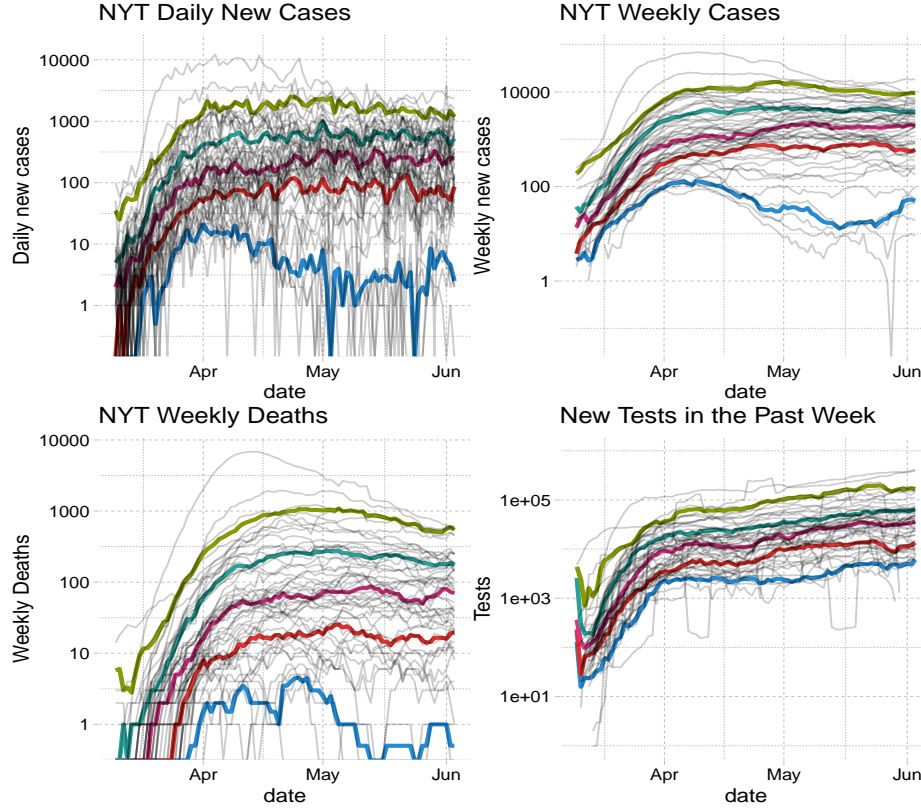 NYT Daily New Cases
10000
1000
100
10
1
Daily new cases
Apr
May
Jun
date
NYT Weekly Cases
10000
100
1
Weekly new cases
Apr
May
Jun
date
NYT Weekly Deaths
10000
1000
100
10
1
Weekly Deaths
Apr
May
Jun
date
New Tests in the Past Week
1e+05
1e+03
1e+01
Tests
Apr
May
Jun
date